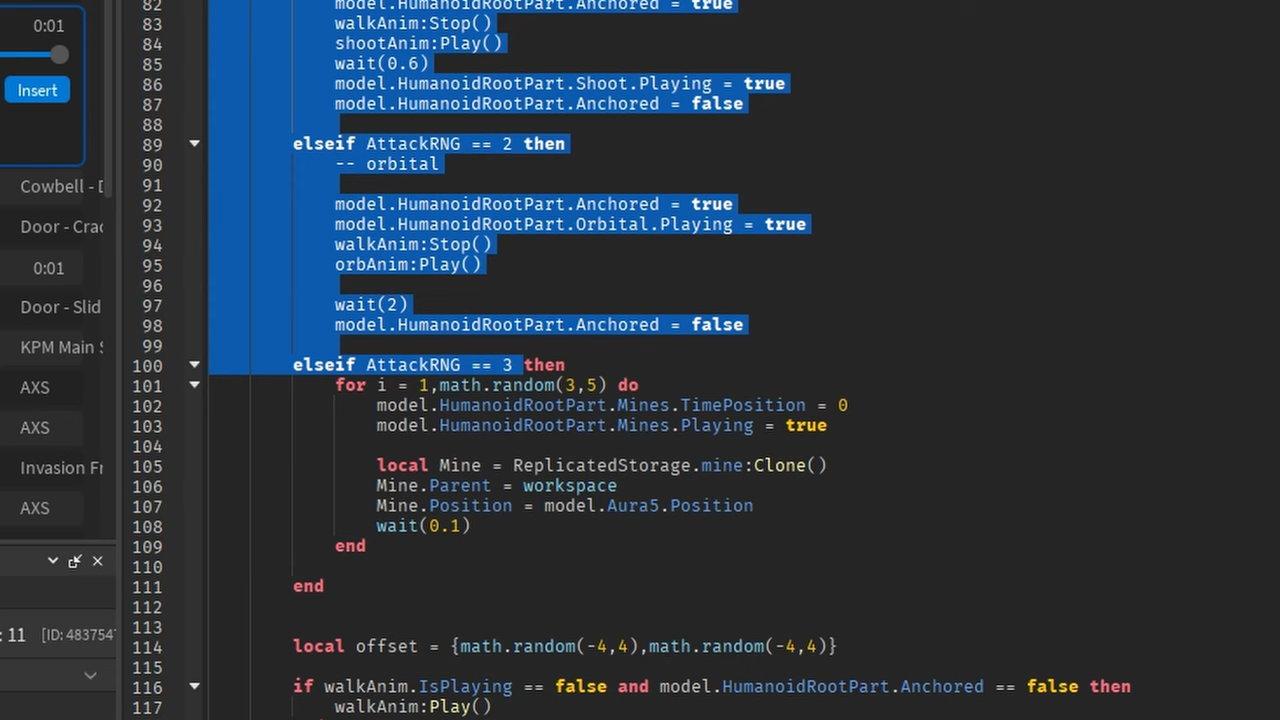 0:01
Insert
Cowbell - D
Door - Crac
0:01
Door - Slid
KPM Main S
AXS
AXS
Invasion Fr
AXS
: 11 [ID: 483754
82 model.HumanoidRootPart.Anchored = true
83 walkAnim:Stop()
84 shootAnim:Play()
85 wait(0.6)
86 model.HumanoidRootPart.Shoot.Playing = true
87 model.HumanoidRootPart.Anchored = false
88
89 elseif AttackRNG == 2 then
90 -- orbital
91
92 model.HumanoidRootPart.Anchored = true
93 model.HumanoidRootPart.Orbital.Playing = true
94 walkAnim:Stop()
95 orbAnim:Play()
96
97 wait(2)
98 model.HumanoidRootPart.Anchored = false
99
100 elseif AttackRNG == 3 then
101 for i = 1,math.random(3,5) do
102 model.HumanoidRootPart.Mines.TimePosition = 0
103 model.HumanoidRootPart.Mines.Playing = true
104
105 local Mine = ReplicatedStorage.mine:Clone()
106 Mine.Parent = workspace
107 Mine.Position = model.Aura5.Position
108 wait(0.1)
109 end
110
111 end
112
113
114 local offset = {math.random(-4,4),math.random(-4,4)}
115
116 if walkAnim.IsPlaying == false and model.HumanoidRootPart.Anchored == false then
117 walkAnim:Play()